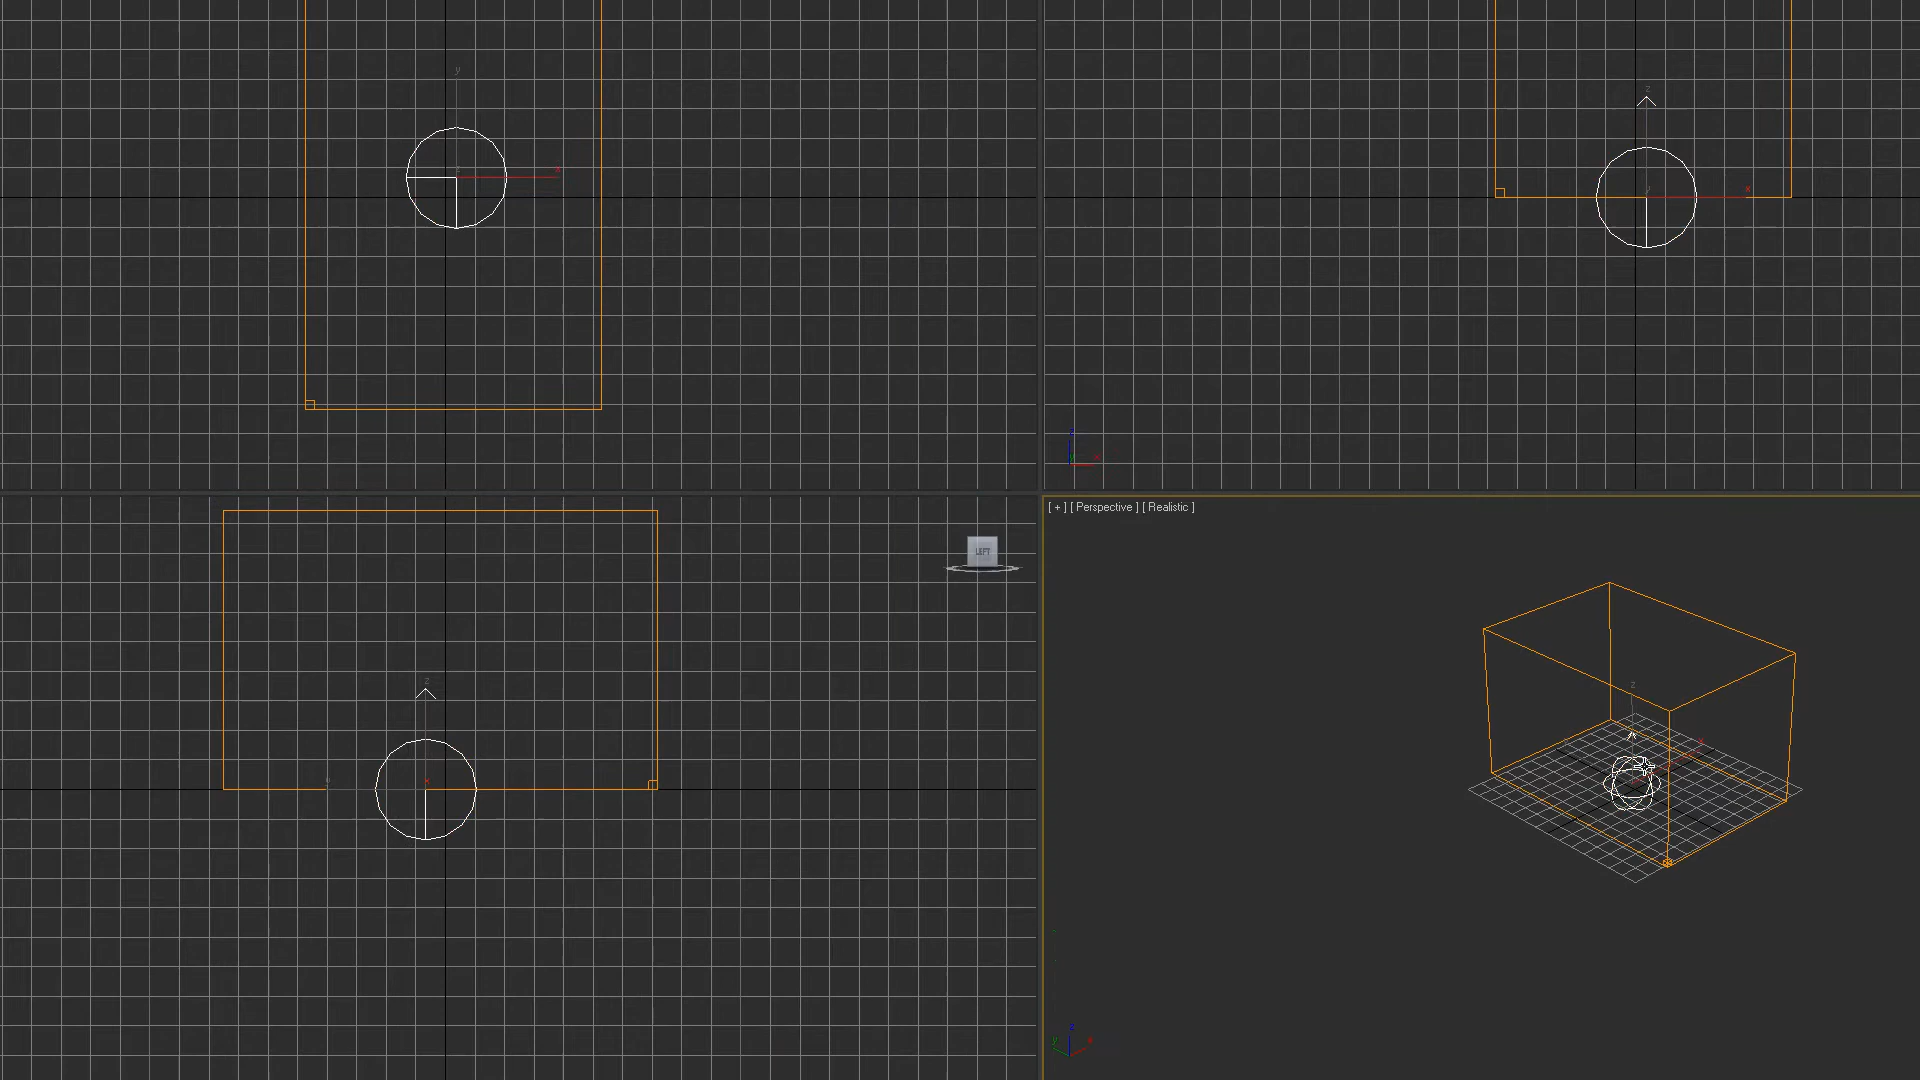 y
x
z
x
z
x
y
[ + ] [ Perspective ] [ Realistic ]
LEFT
z
x
z
x
z
y
x